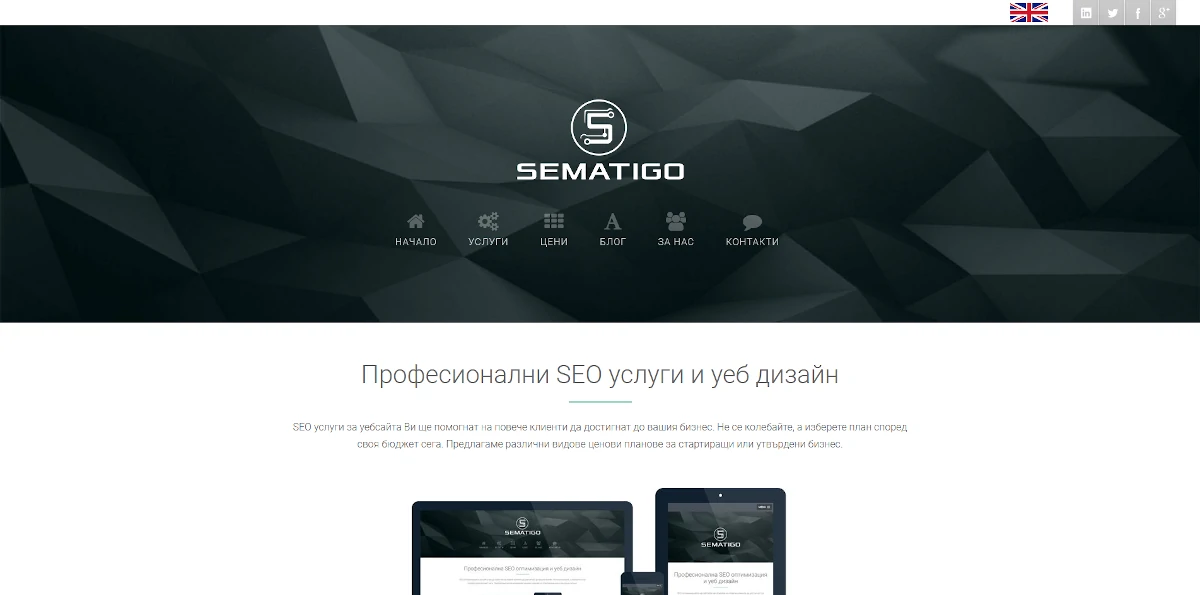 SEMATIGO
НАЧАЛО УСЛУГИ ЦЕНИ БЛОГ ЗА НАС КОНТАКТИ
Професионални SEO услуги и уеб дизайн
SEO услуги за уебсайта Ви ще помогнат на повече клиенти да достигнат до вашия бизнес. Не се колебайте, а изберете план според
своя бюджет сега. Предлагаме различни видове ценови планове за стартиращи или утвърдени бизнес.
SEMATIGO
Професионална SEO оптимизация и уеб дизайн
SEMATIGO
Професионална SEO оптимизация
и уеб дизайн